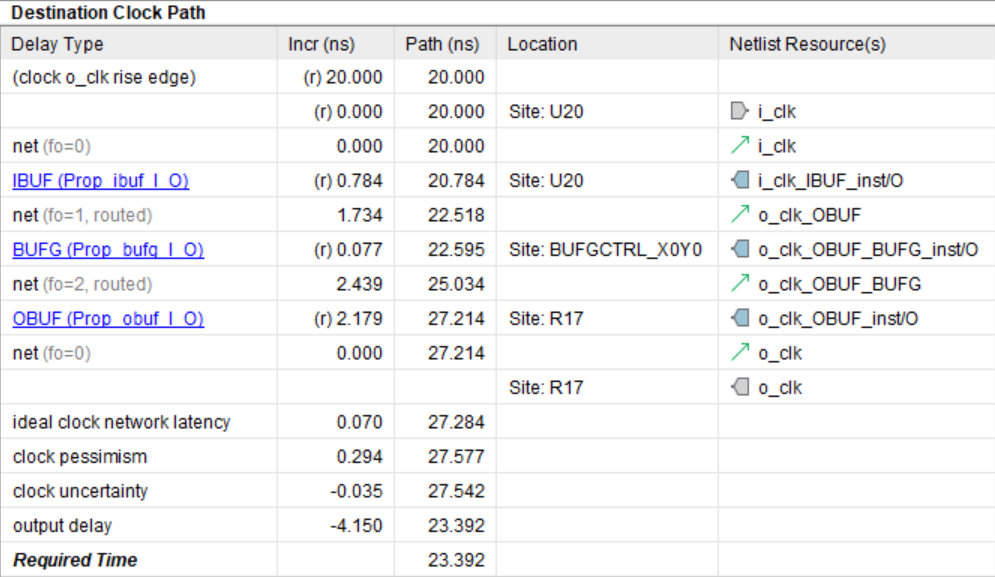 Destination Clock Path
Delay Type Incr (ns) Path (ns) Location Netlist Resource(s)
(clock o_clk rise edge) (r) 20.000 20.000
(r) 0.000 20.000 Site: U20 i_clk
net (fo=0) 0.000 20.000 i_clk
IBUF (Prop_ibuf_I_O) (r) 0.784 20.784 Site: U20 i_clk_IBUF_inst/O
net (fo=1, routed) 1.734 22.518 o_clk_OBUF
BUFG (Prop_bufg_I_O) (r) 0.077 22.595 Site: BUFGCTRL_X0Y0 o_clk_OBUF_BUFG_inst/O
net (fo=2, routed) 2.439 25.034 o_clk_OBUF_BUFG
OBUF (Prop_obuf_I_O) (r) 2.179 27.214 Site: R17 o_clk_OBUF_inst/O
net (fo=0) 0.000 27.214 o_clk
Site: R17 o_clk
ideal clock network latency 0.070 27.284
clock pessimism 0.294 27.577
clock uncertainty -0.035 27.542
output delay -4.150 23.392
Required Time 23.392